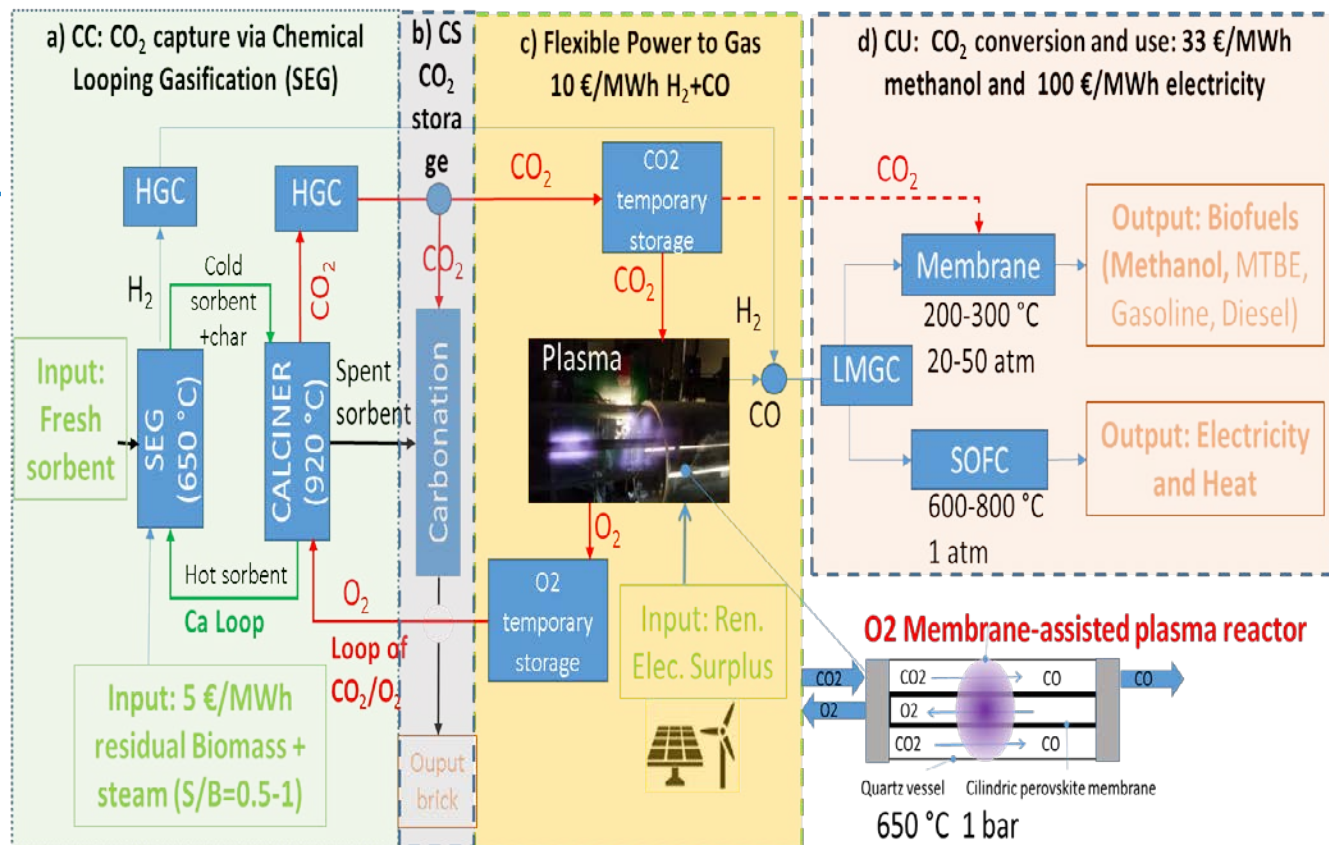 a) CC: CO₂ capture via Chemical
Looping Gasification (SEG)
HGC
HGC
H₂
Cold
sorbent
+char
CO₂
Input:
Fresh
sorbent
SEG
(650 °C)
CALCINER
(920 °C)
Spent
sorbent
Hot sorbent
Ca Loop
O₂
Loop of
CO₂/O₂
Input: 5 €/MWh
residual Biomass +
steam (S/B=0.5-1)
b) CS
CO₂
stora
ge
CO₂
Carbonation
Ouput
brick
c) Flexible Power to Gas
10 €/MWh H₂+CO
CO₂
CO2
temporary
storage
CO₂
H₂
Plasma
CO
O₂
O2
temporary
storage
Input: Ren.
Elec. Surplus
d) CU: CO₂ conversion and use: 33 €/MWh
methanol and 100 €/MWh electricity
CO₂
Membrane
200-300 °C
20-50 atm
LMGC
SOFC
600-800 °C
1 atm
Output: Biofuels
(Methanol, MTBE,
Gasoline, Diesel)
Output: Electricity
and Heat
O2 Membrane-assisted plasma reactor
CO2
CO2
CO
CO
O2
O2
CO2
CO
Quartz vessel
Cilindric perovskite membrane
650 °C 1 bar